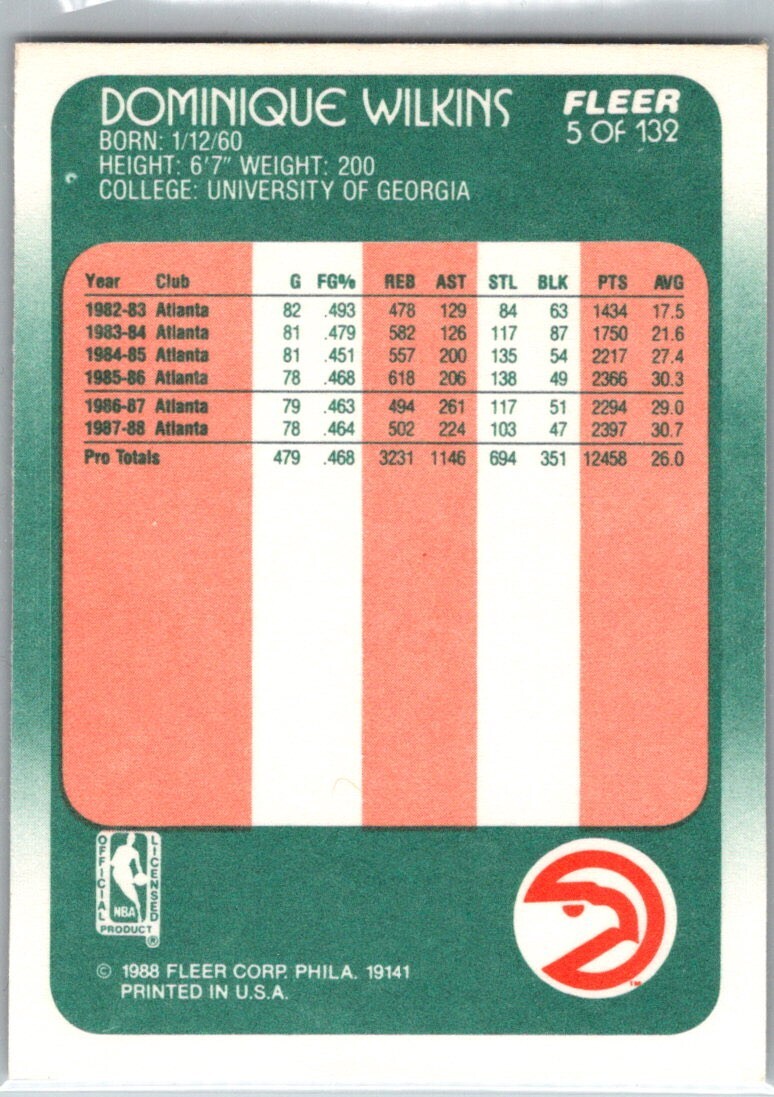 DOMINIQUE WILKINS
FLEER
5 OF 132
BORN: 1/12/60
HEIGHT: 6'7" WEIGHT: 200
COLLEGE: UNIVERSITY OF GEORGIA
Year Club G FG% REB AST STL BLK PTS AVG
1982-83 Atlanta 82 .493 478 129 84 63 1434 17.5
1983-84 Atlanta 81 .479 582 126 117 87 1750 21.6
1984-85 Atlanta 81 .451 557 200 135 54 2217 27.4
1985-86 Atlanta 78 .468 618 206 138 49 2366 30.3
1986-87 Atlanta 79 .463 494 261 117 51 2294 29.0
1987-88 Atlanta 78 .464 502 224 103 47 2397 30.7
Pro Totals 479 .468 3231 1146 694 351 12458 26.0
OFFICIAL
LICENSED
NBA
PRODUCT
®
TM
© 1988 FLEER CORP. PHILA. 19141
PRINTED IN U.S.A.